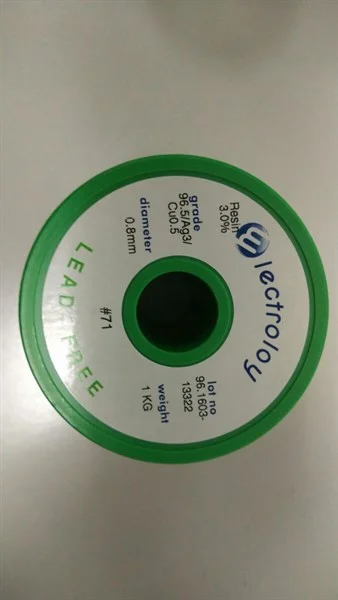 electroloy
Resin
3.0%
grade
96.5/Ag3/
Cu0.5
diameter
0.8mm
lot no
96.1603-
13322
weight
1 KG
#71
LEAD FREE